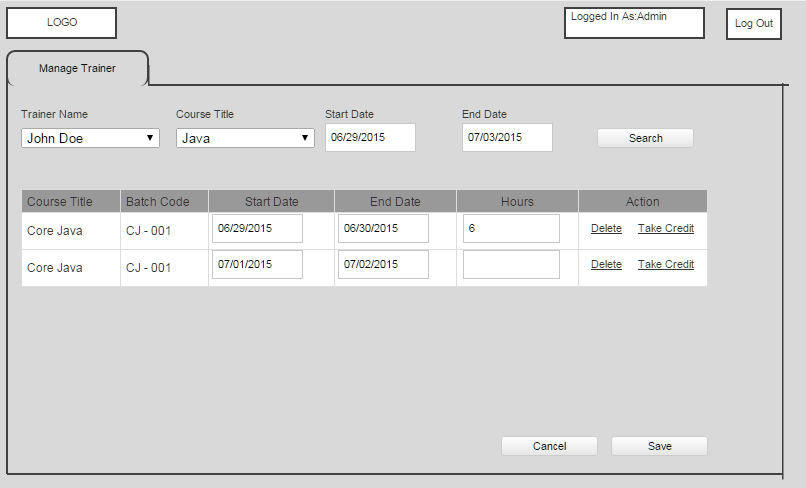 LOGO
Logged In As:Admin
Log Out
Manage Trainer
Trainer Name Course Title Start Date End Date
John Doe Java 06/29/2015 07/03/2015 Search
Course Title Batch Code Start Date End Date Hours Action
Core Java CJ - 001 06/29/2015 06/30/2015 6 Delete Take Credit
Core Java CJ - 001 07/01/2015 07/02/2015 Delete Take Credit
Cancel Save